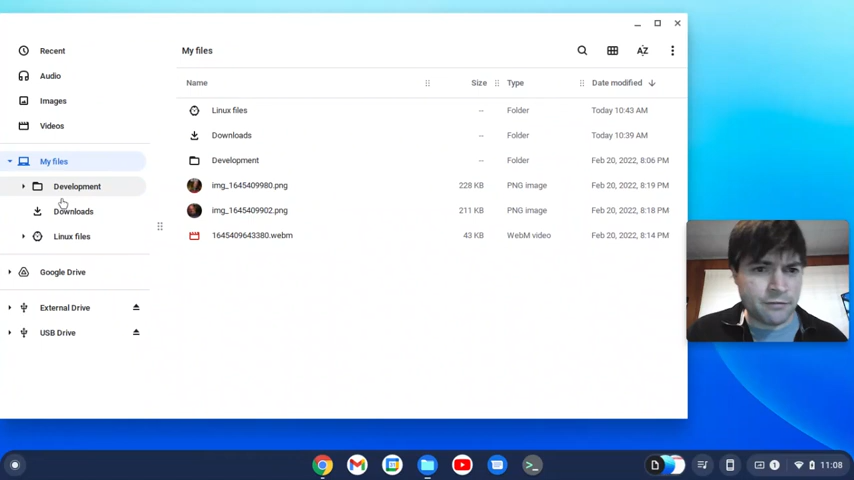 Recent
Audio
Images
Videos
My files
Development
Downloads
Linux files
Google Drive
External Drive
USB Drive
My files
AZ
Name Size Type Date modified
Linux files -- Folder Today 10:43 AM
Downloads -- Folder Today 10:39 AM
Development -- Folder Feb 20, 2022, 8:06 PM
img_1645409980.png 228 KB PNG image Feb 20, 2022, 8:19 PM
img_1645409902.png 211 KB PNG image Feb 20, 2022, 8:18 PM
1645409643380.webm 43 KB WebM video Feb 20, 2022, 8:14 PM
>_
1 11:08